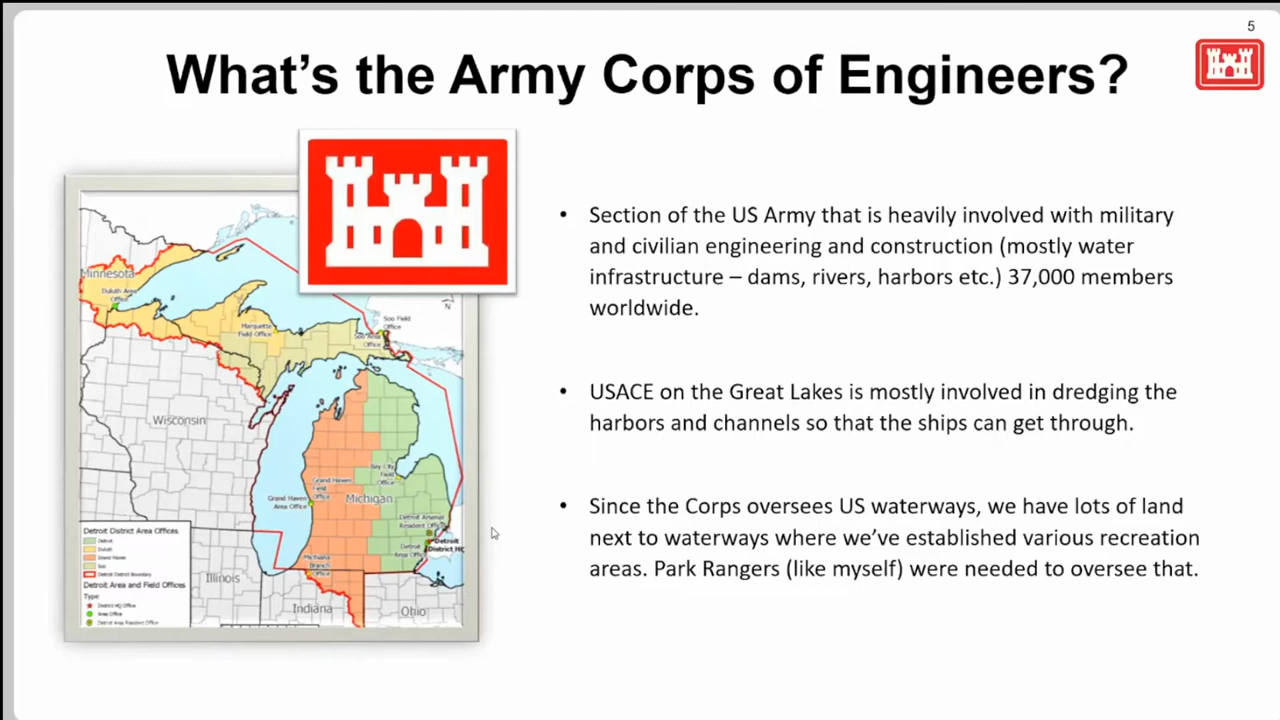 5
What's the Army Corps of Engineers?
• Section of the US Army that is heavily involved with military
and civilian engineering and construction (mostly water
infrastructure – dams, rivers, harbors etc.) 37,000 members
worldwide.
• USACE on the Great Lakes is mostly involved in dredging the
harbors and channels so that the ships can get through.
• Since the Corps oversees US waterways, we have lots of land
next to waterways where we've established various recreation
areas. Park Rangers (like myself) were needed to oversee that.
Minnesota
Duluth Area
Office
Marquette
Field Office
Soo Field
Office
Soo Area
Office
N
Wisconsin
Bay City
Field
Office
Grand Haven
Field
Office
Grand Haven
Area Office
Michigan
Detroit Arsenal
Resident Office
Detroit
District HQ
Detroit
Area Office
Michiana
Branch
Office
Illinois
Indiana
Ohio
Detroit District Area Offices
Detroit
Duluth
Grand Haven
Soo
Detroit District Boundary
Detroit Area and Field Offices
Type
District HQ Office
Area Office
District Area Resident Office